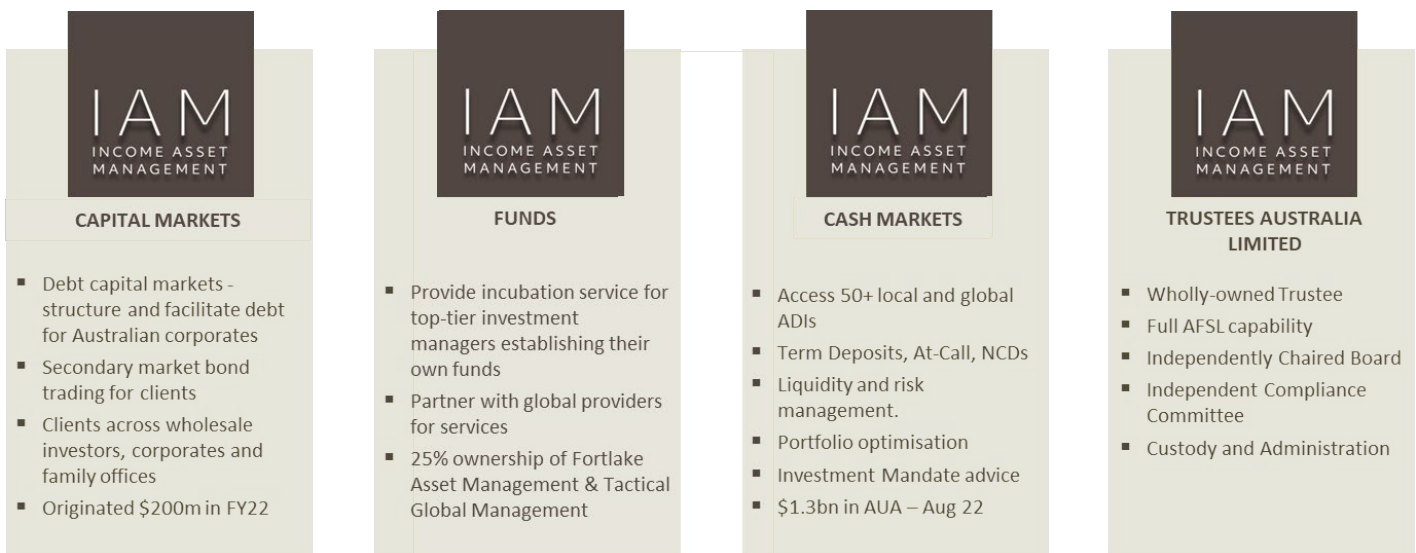 IAM
INCOME ASSET
MANAGEMENT
CAPITAL MARKETS
▪ Debt capital markets -
structure and facilitate debt
for Australian corporates
▪ Secondary market bond
trading for clients
▪ Clients across wholesale
investors, corporates and
family offices
▪ Originated $200m in FY22
IAM
INCOME ASSET
MANAGEMENT
FUNDS
▪ Provide incubation service for
top-tier investment
managers establishing their
own funds
▪ Partner with global providers
for services
▪ 25% ownership of Fortlake
Asset Management & Tactical
Global Management
IAM
INCOME ASSET
MANAGEMENT
CASH MARKETS
▪ Access 50+ local and global
ADIs
▪ Term Deposits, At-Call, NCDs
▪ Liquidity and risk
management.
▪ Portfolio optimisation
▪ Investment Mandate advice
▪ $1.3bn in AUA – Aug 22
IAM
INCOME ASSET
MANAGEMENT
TRUSTEES AUSTRALIA
LIMITED
▪ Wholly-owned Trustee
▪ Full AFSL capability
▪ Independently Chaired Board
▪ Independent Compliance
Committee
▪ Custody and Administration